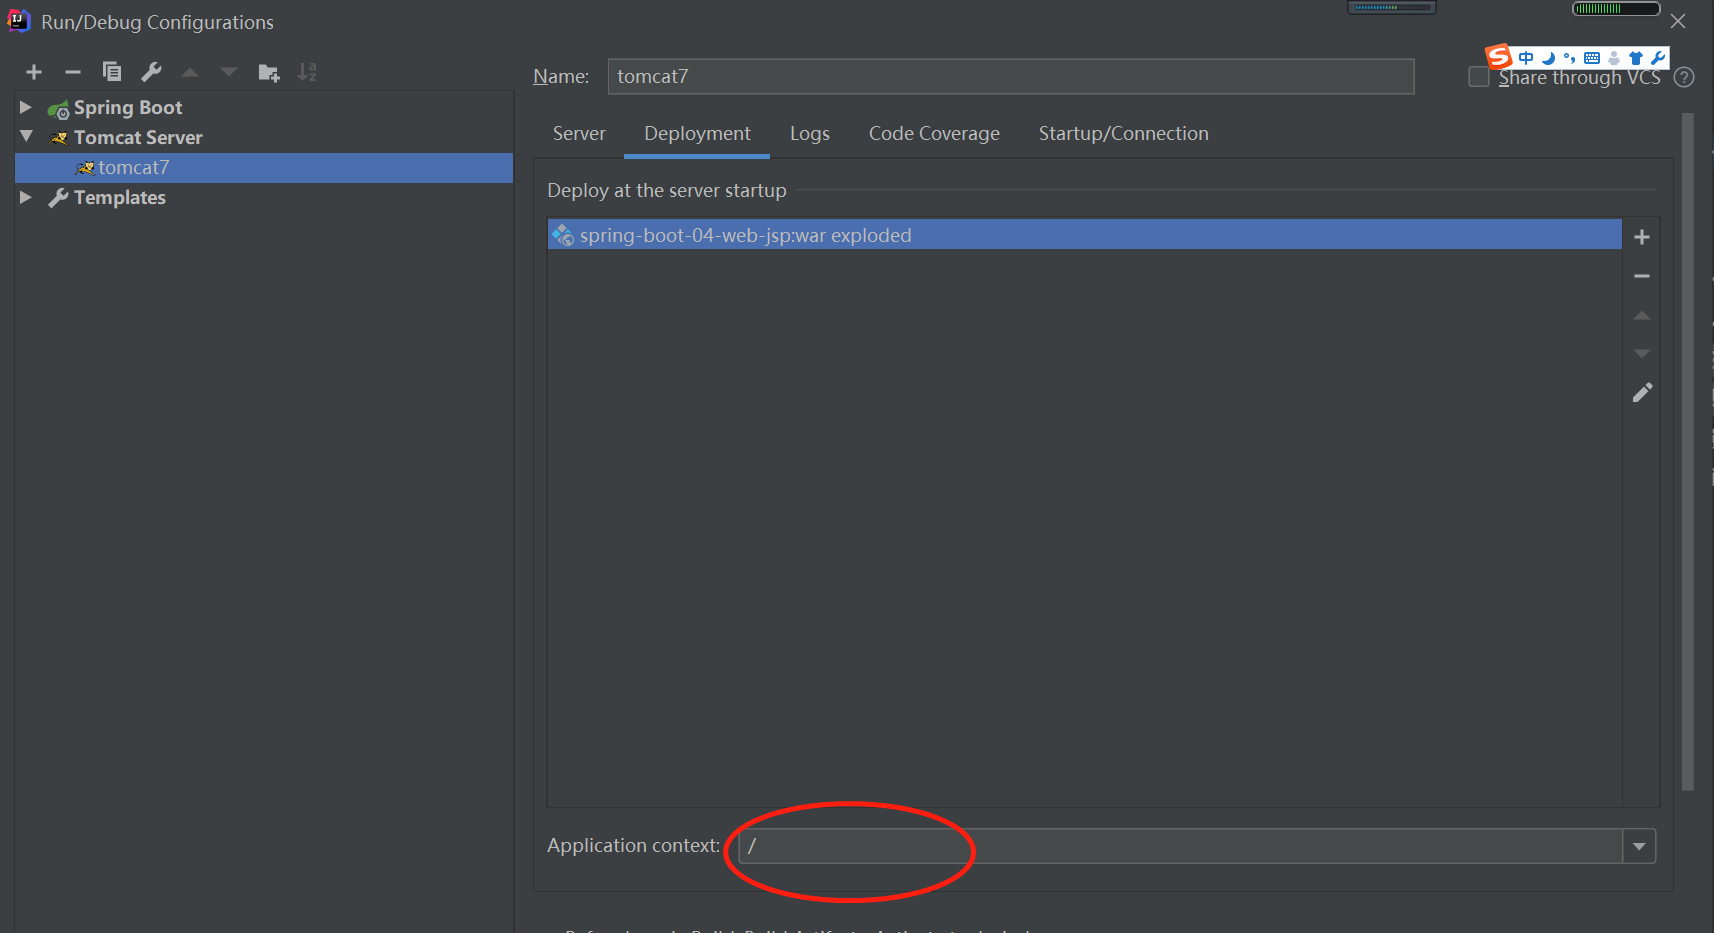 Run/Debug Configurations
Name: tomcat7
Share through VCS
Spring Boot
Tomcat Server
tomcat7
Templates
Server Deployment Logs Code Coverage Startup/Connection
Deploy at the server startup
spring-boot-04-web-jsp:war exploded
Application context: /
中